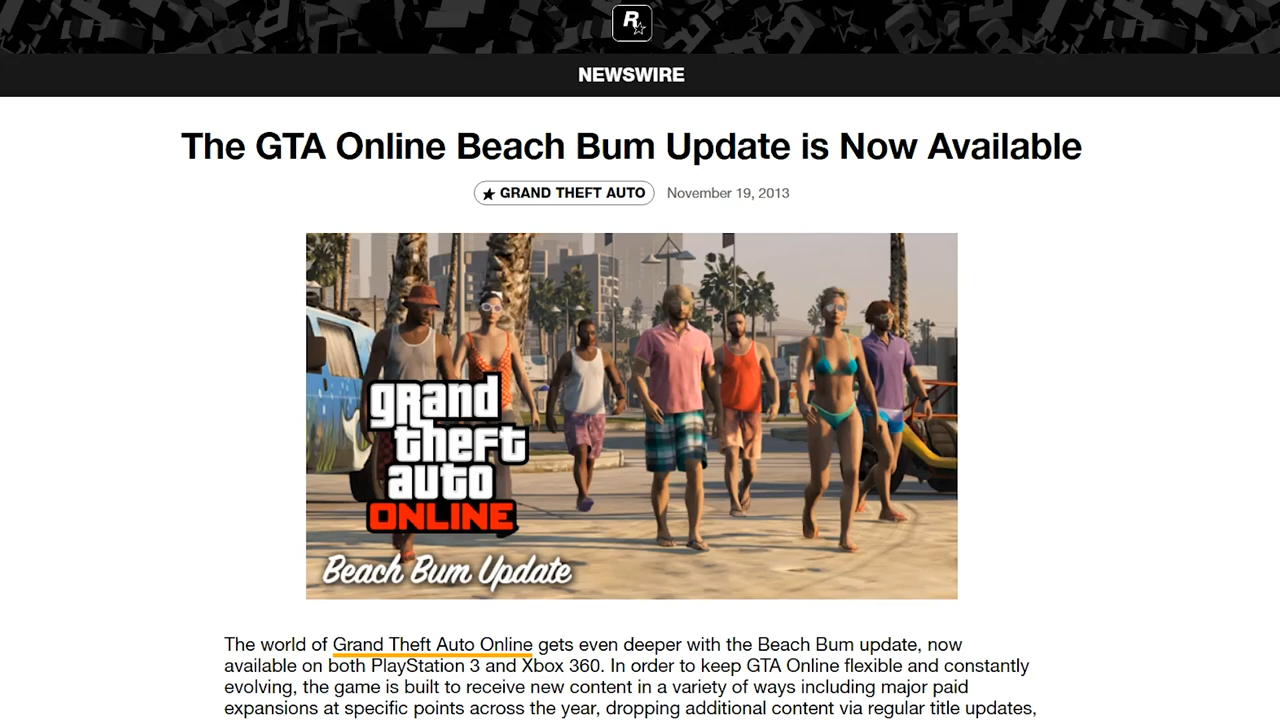 R
NEWSWIRE
The GTA Online Beach Bum Update is Now Available
GRAND THEFT AUTO November 19, 2013
grand
theft
auto
ONLINE
Beach Bum Update
The world of Grand Theft Auto Online gets even deeper with the Beach Bum update, now
available on both PlayStation 3 and Xbox 360. In order to keep GTA Online flexible and constantly
evolving, the game is built to receive new content in a variety of ways including major paid
expansions at specific points across the year, dropping additional content via regular title updates,